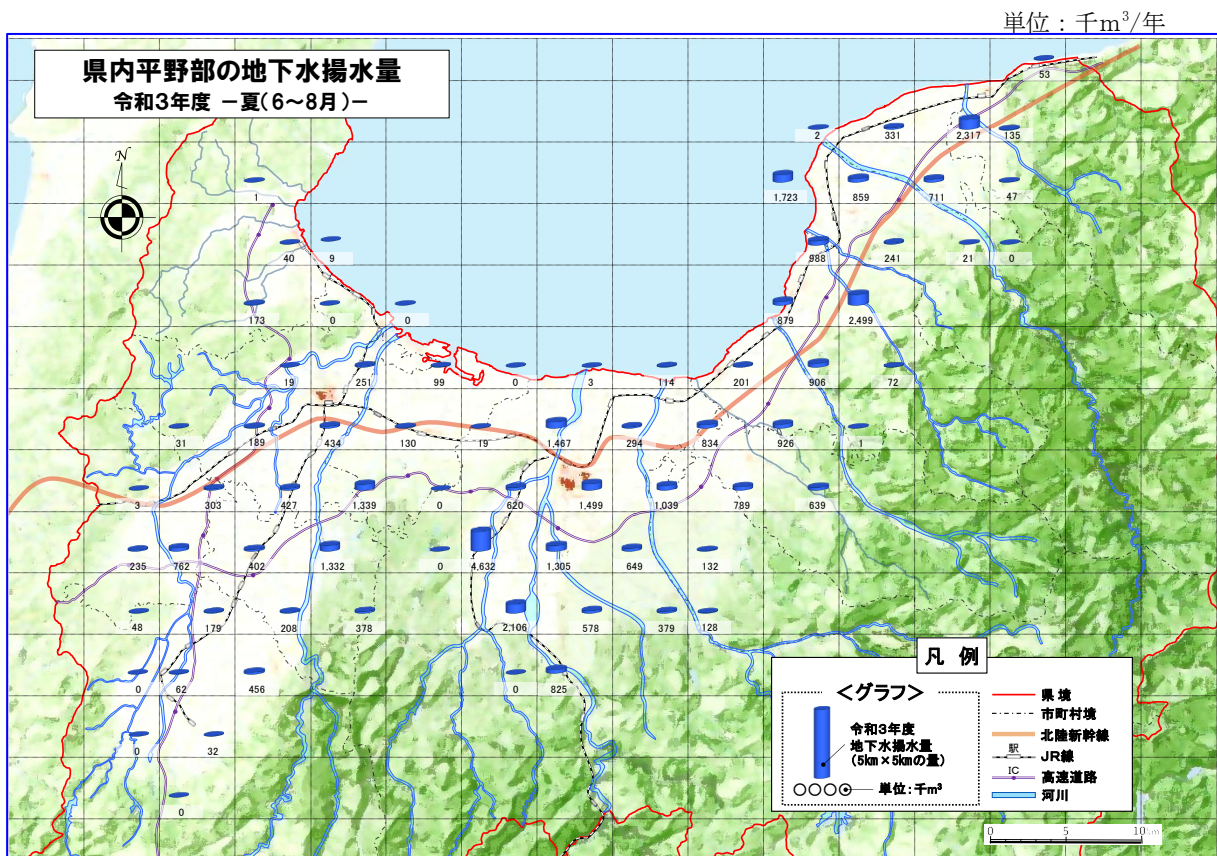 単位：千m³/年
県内平野部の地下水揚水量
令和3年度 －夏(6～8月)－
N
53
2 331 2,317 135
1 1,723 859 711 47
40 9 988 241 21 0
173 0 0 879 2,499
19 251 99 0 3 114 201 906 72
31 189 434 130 19 1,467 294 834 926 1
3 303 427 1,339 0 620 1,499 1,039 789 639
235 762 402 1,332 0 4,632 1,305 649 132
48 179 208 378 2,106 578 379 128
0 62 456 0 825
0 32
0
凡 例
＜グラフ＞
令和3年度
地下水揚水量
(5km×5kmの量)
単位：千m³
県境
市町村境
北陸新幹線
駅
JR線
IC
高速道路
河川
0 5 10km